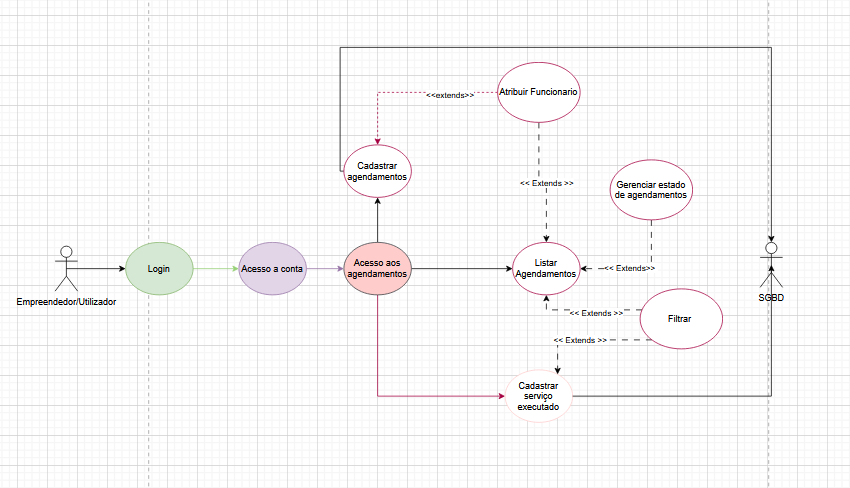 Atribuir Funcionario
<<extends>>
Cadastrar
agendamentos
<< Extends >>
Gerenciar estado
de agendamentos
Login
Acesso a conta
Acesso aos
agendamentos
Listar
Agendamentos
<< Extends>>
Empreendedor/Utilizador
SGBD
<< Extends >>
Filtrar
<< Extends >>
Cadastrar
serviço
executado